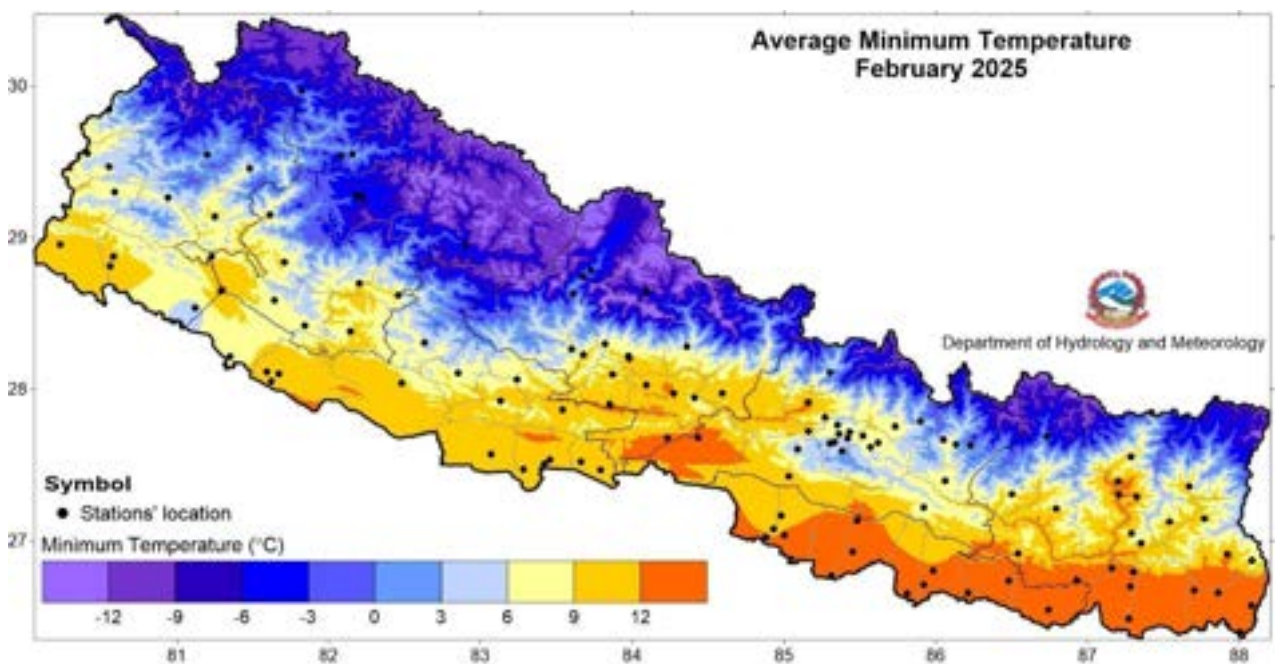 Average Minimum Temperature
February 2025
30
29
Department of Hydrology and Meteorology
28
Symbol
Stations' location
27
Minimum Temperature (°C)
-12 -9 -6 -3 0 3 6 9 12
81 82 83 84 85 86 87 88